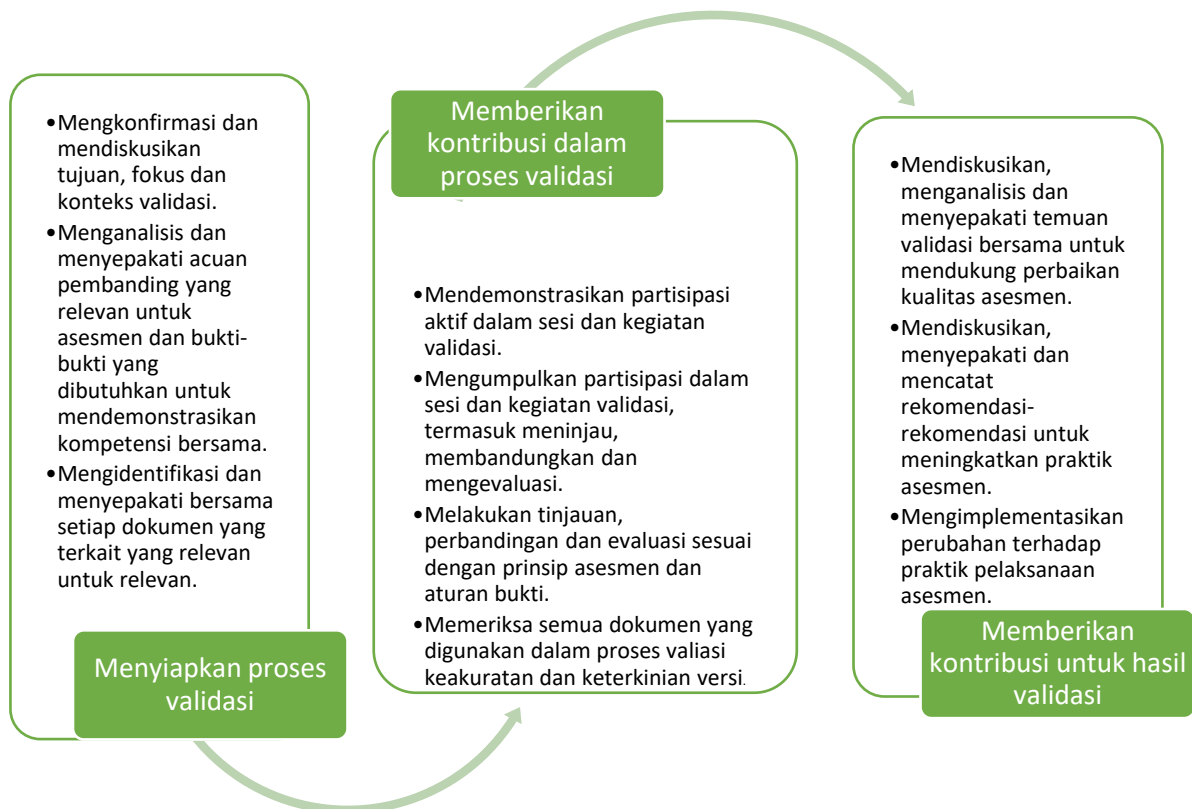 •Mengkonfirmasi dan
mendiskusikan
tujuan, fokus dan
konteks validasi.
•Menganalisis dan
menyepakati acuan
pembanding yang
relevan untuk
asesmen dan bukti-
bukti yang
dibutuhkan untuk
mendemonstrasikan
kompetensi bersama.
•Mengidentifikasi dan
menyepakati bersama
setiap dokumen yang
terkait yang relevan
untuk relevan.
Menyiapkan proses
validasi
Memberikan
kontribusi dalam
proses validasi
•Mendemonstrasikan partisipasi
aktif dalam sesi dan kegiatan
validasi.
•Mengumpulkan partisipasi dalam
sesi dan kegiatan validasi,
termasuk meninjau,
membandungkan dan
mengevaluasi.
•Melakukan tinjauan,
perbandingan dan evaluasi sesuai
dengan prinsip asesmen dan
aturan bukti.
•Memeriksa semua dokumen yang
digunakan dalam proses valiasi
keakuratan dan keterkinian versi.
•Mendiskusikan,
menganalisis dan
menyepakati temuan
validasi bersama untuk
mendukung perbaikan
kualitas asesmen.
•Mendiskusikan,
menyepakati dan
mencatat
rekomendasi-
rekomendasi untuk
meningkatkan praktik
asesmen.
•Mengimplementasikan
perubahan terhadap
praktik pelaksanaan
asesmen.
Memberikan
kontribusi untuk hasil
validasi